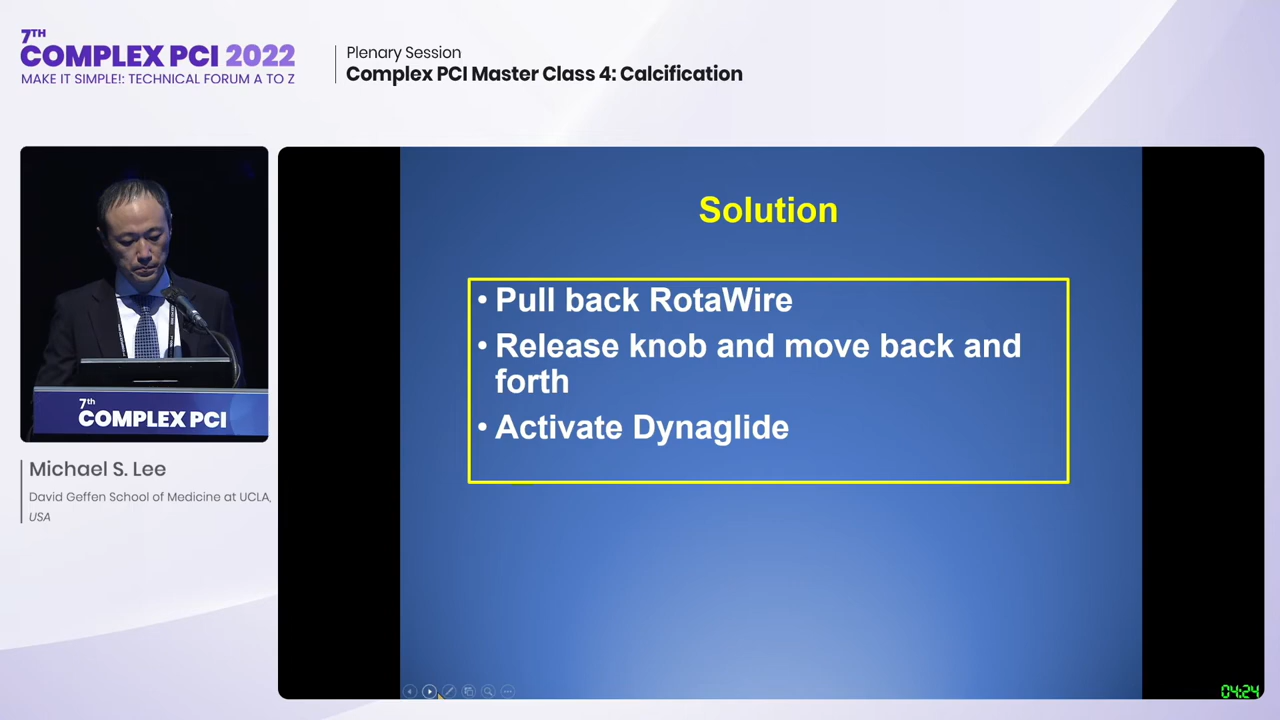 7TH
COMPLEX PCI 2022
MAKE IT SIMPLE!: TECHNICAL FORUM A TO Z
Plenary Session
Complex PCI Master Class 4: Calcification
7th
COMPLEX PCI
Michael S. Lee
David Geffen School of Medicine at UCLA,
USA
Solution
• Pull back RotaWire
• Release knob and move back and
forth
• Activate Dynaglide
04:24